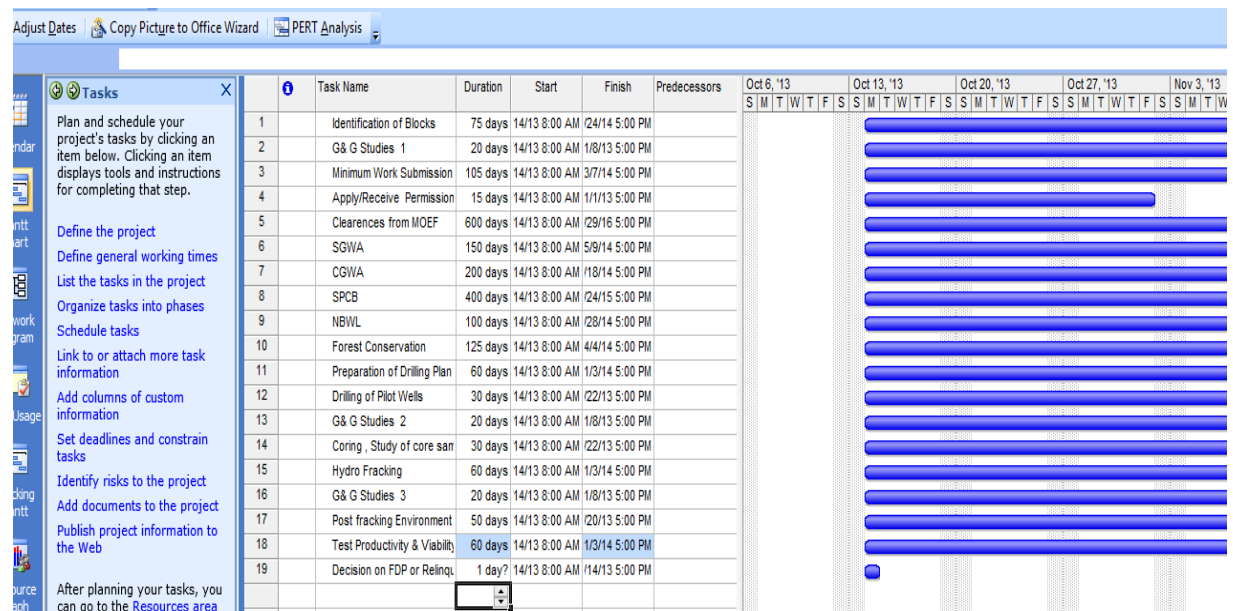 Adjust Dates Copy Picture to Office Wizard PERT Analysis
Tasks X
Plan and schedule your
project's tasks by clicking an
item below. Clicking an item
displays tools and instructions
for completing that step.
Define the project
Define general working times
List the tasks in the project
Organize tasks into phases
Schedule tasks
Link to or attach more task
information
Add columns of custom
information
Set deadlines and constrain
tasks
Identify risks to the project
Add documents to the project
Publish project information to
the Web
After planning your tasks, you
can go to the Resources area
Task Name Duration Start Finish Predecessors
Oct 6, '13 Oct 13, '13 Oct 20, '13 Oct 27, '13 Nov 3, '13
S M T W T F S S M T W T F S S M T W T F S S M T W T F S S M T W
1 Identification of Blocks 75 days 14/13 8:00 AM /24/14 5:00 PM
2 G& G Studies 1 20 days 14/13 8:00 AM 1/8/13 5:00 PM
3 Minimum Work Submission 105 days 14/13 8:00 AM 3/7/14 5:00 PM
4 Apply/Receive Permission 15 days 14/13 8:00 AM 1/1/13 5:00 PM
5 Clearences from MOEF 600 days 14/13 8:00 AM /29/16 5:00 PM
6 SGWA 150 days 14/13 8:00 AM 5/9/14 5:00 PM
7 CGWA 200 days 14/13 8:00 AM /18/14 5:00 PM
8 SPCB 400 days 14/13 8:00 AM /24/15 5:00 PM
9 NBWL 100 days 14/13 8:00 AM /28/14 5:00 PM
10 Forest Conservation 125 days 14/13 8:00 AM 4/4/14 5:00 PM
11 Preparation of Drilling Plan 60 days 14/13 8:00 AM 1/3/14 5:00 PM
12 Drilling of Pilot Wells 30 days 14/13 8:00 AM /22/13 5:00 PM
13 G& G Studies 2 20 days 14/13 8:00 AM 1/8/13 5:00 PM
14 Coring , Study of core sam 30 days 14/13 8:00 AM /22/13 5:00 PM
15 Hydro Fracking 60 days 14/13 8:00 AM 1/3/14 5:00 PM
16 G& G Studies 3 20 days 14/13 8:00 AM 1/8/13 5:00 PM
17 Post fracking Environment 50 days 14/13 8:00 AM /20/13 5:00 PM
18 Test Productivity & Viability 60 days 14/13 8:00 AM 1/3/14 5:00 PM
19 Decision on FDP or Relinqu 1 day? 14/13 8:00 AM /14/13 5:00 PM